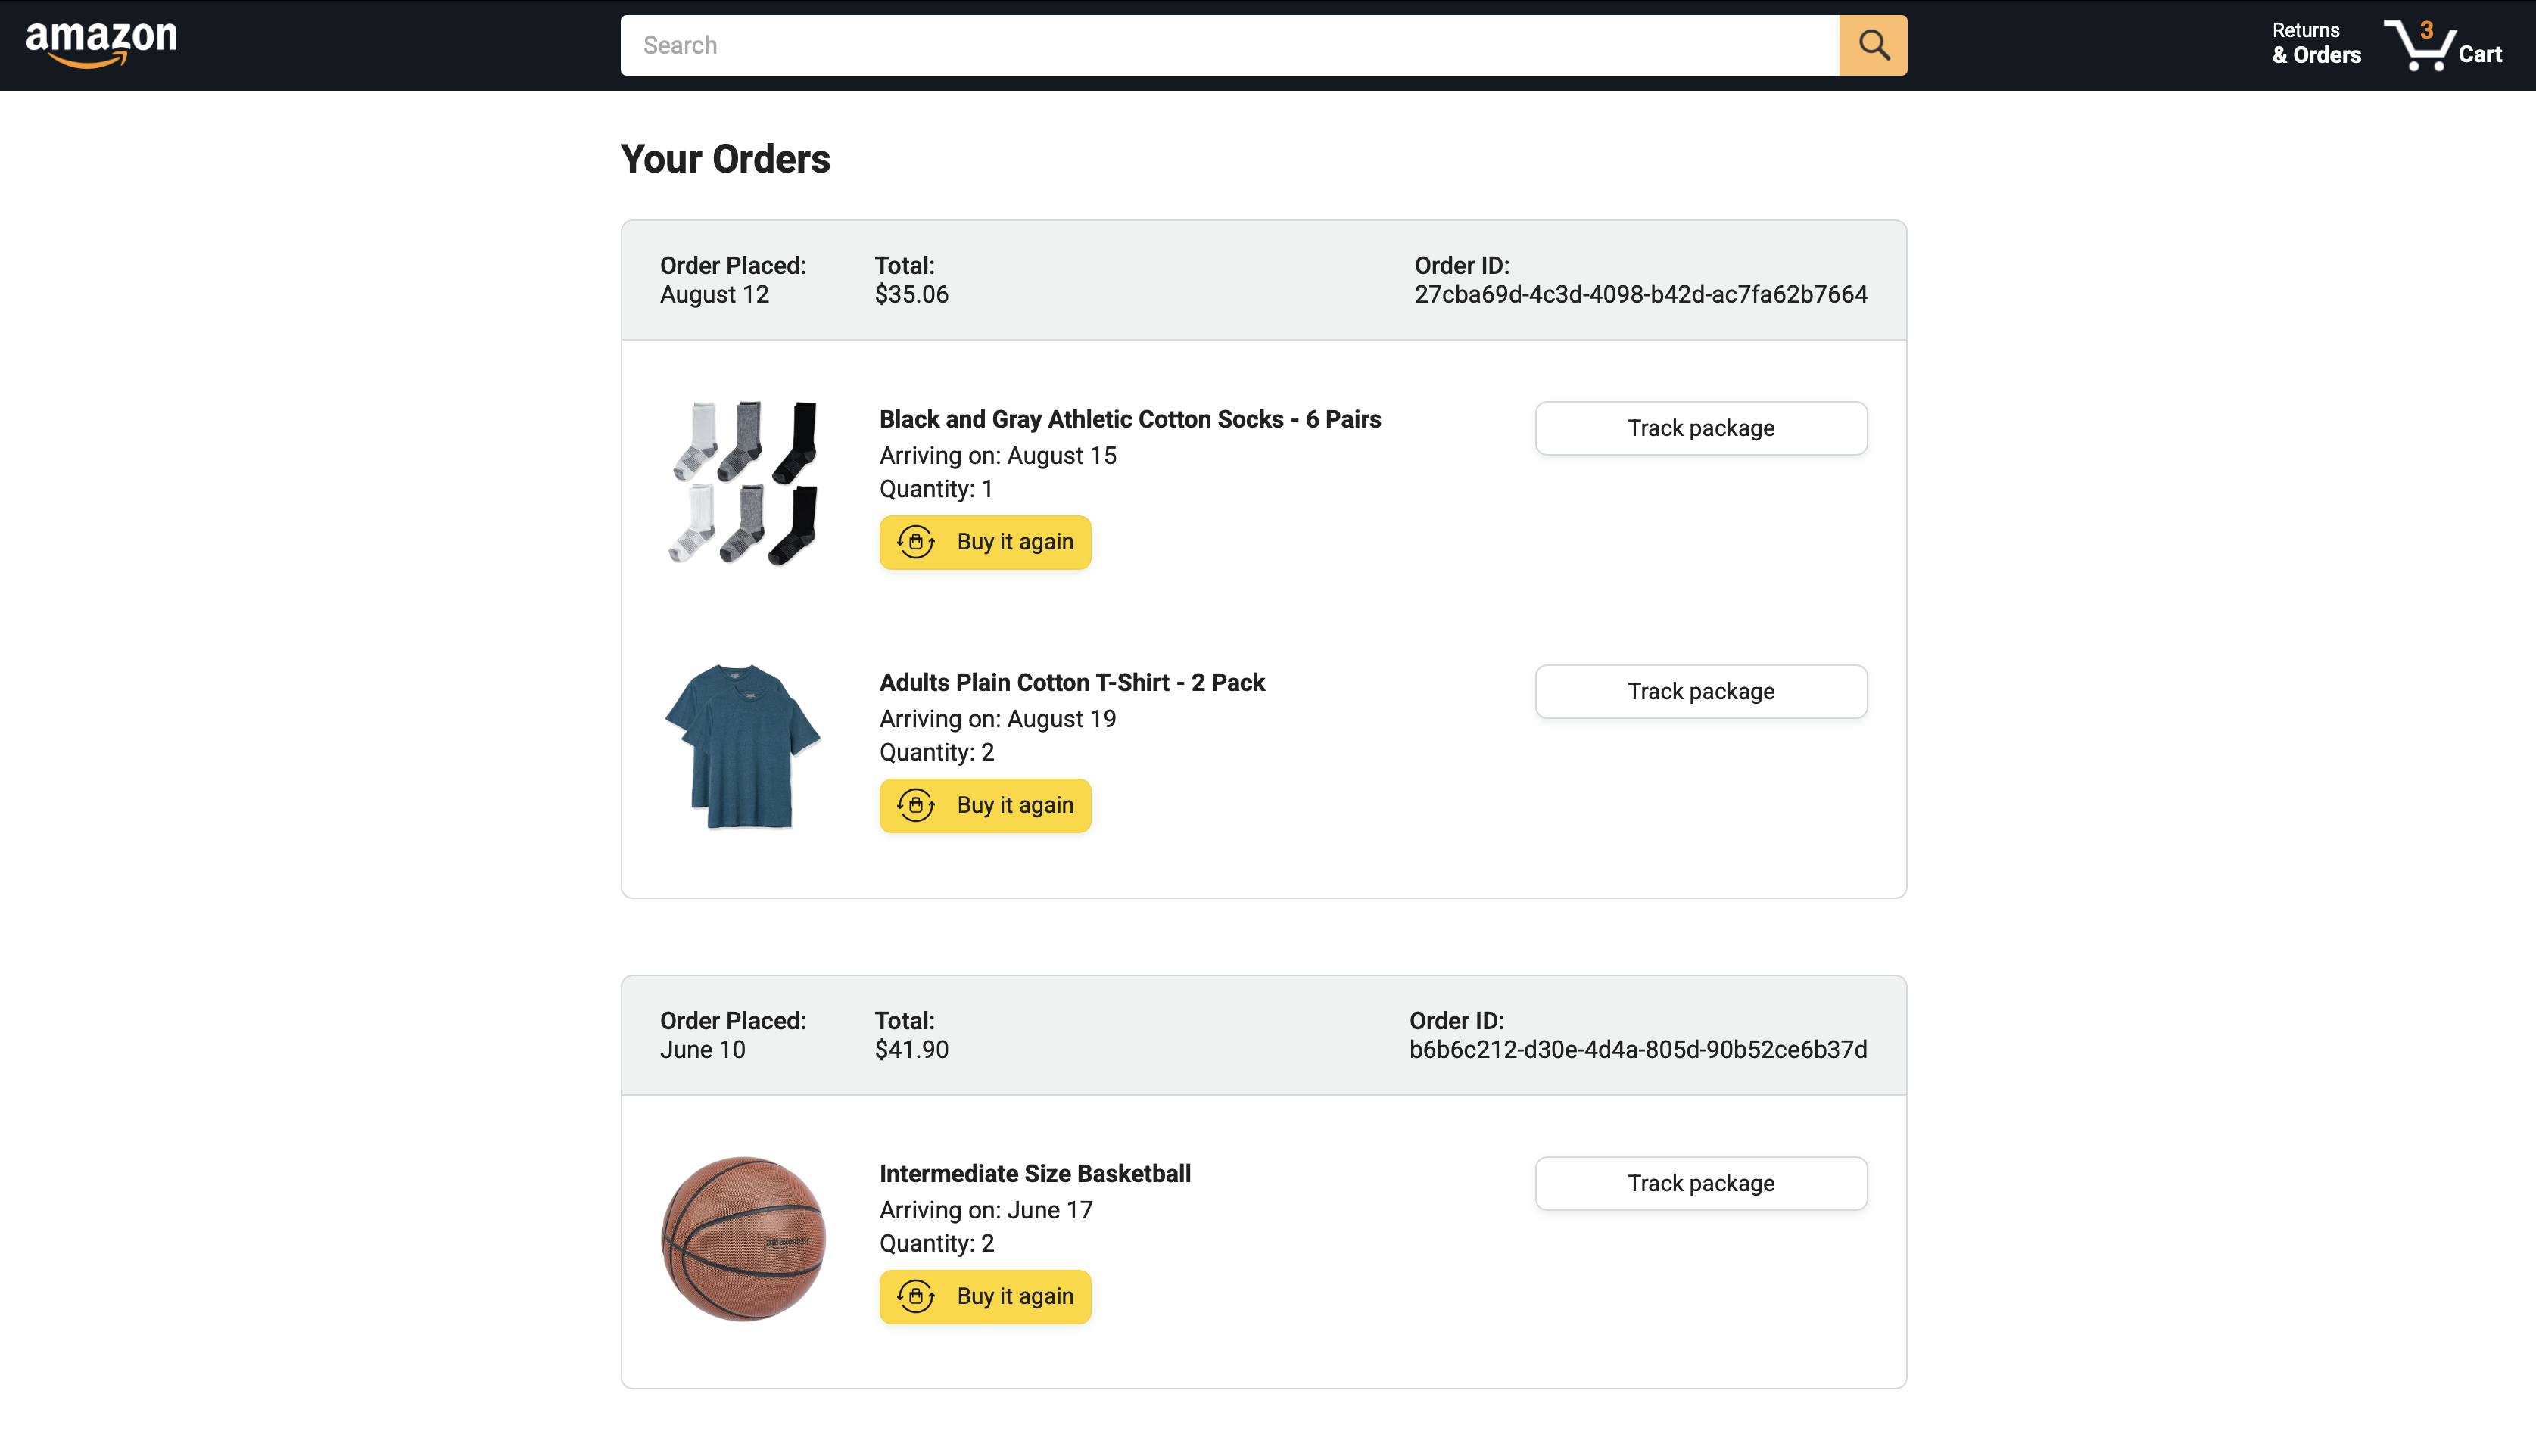 amazon
Search
Returns
& Orders
3
Cart
Your Orders
Order Placed:
August 12
Total:
$35.06
Order ID:
27cba69d-4c3d-4098-b42d-ac7fa62b7664
Black and Gray Athletic Cotton Socks - 6 Pairs
Arriving on: August 15
Quantity: 1
Buy it again
Track package
Adults Plain Cotton T-Shirt - 2 Pack
Arriving on: August 19
Quantity: 2
Buy it again
Track package
Order Placed:
June 10
Total:
$41.90
Order ID:
b6b6c212-d30e-4d4a-805d-90b52ce6b37d
Intermediate Size Basketball
Arriving on: June 17
Quantity: 2
Buy it again
Track package